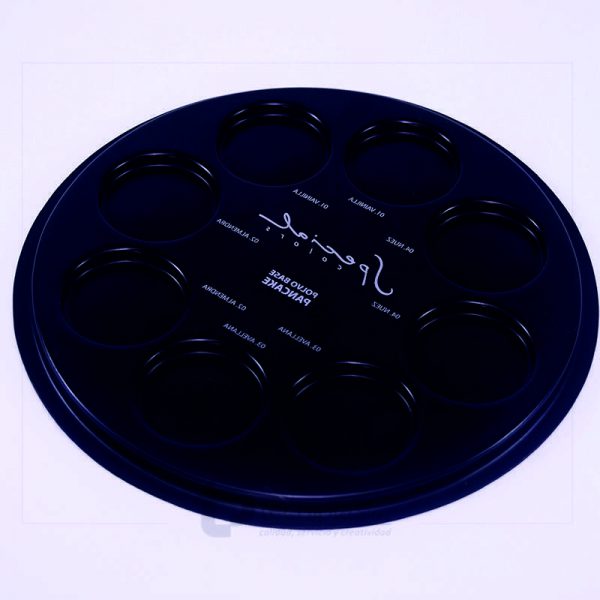 01 VAINILLA
01 VAINILLA
02 ALMENDRA
04 NUEZ
Special
colors
02 ALMENDRA
POLVO BASE
PANCAKE
04 NUEZ
03 AVELLANA
03 AVELLANA
calidad, servicio y creatividad